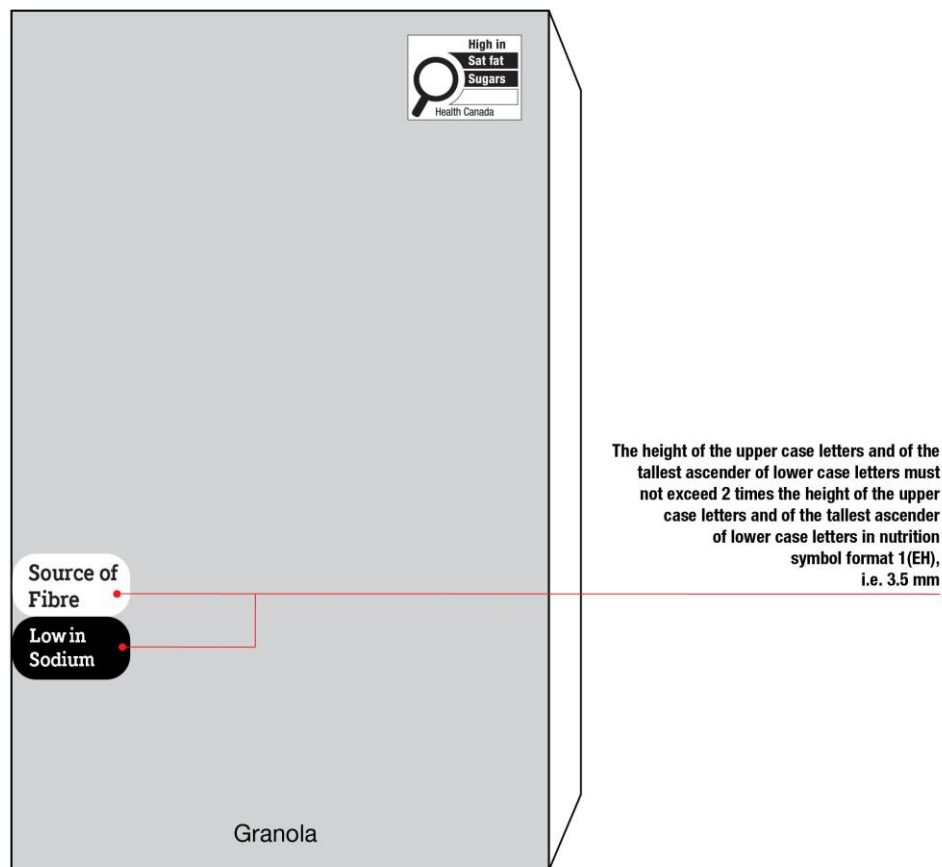 High in
Sat fat
Sugars
Health Canada
The height of the upper case letters and of the
tallest ascender of lower case letters must
not exceed 2 times the height of the upper
case letters and of the tallest ascender
of lower case letters in nutrition
symbol format 1(EH),
i.e. 3.5 mm
Source of
Fibre
Low in
Sodium
Granola